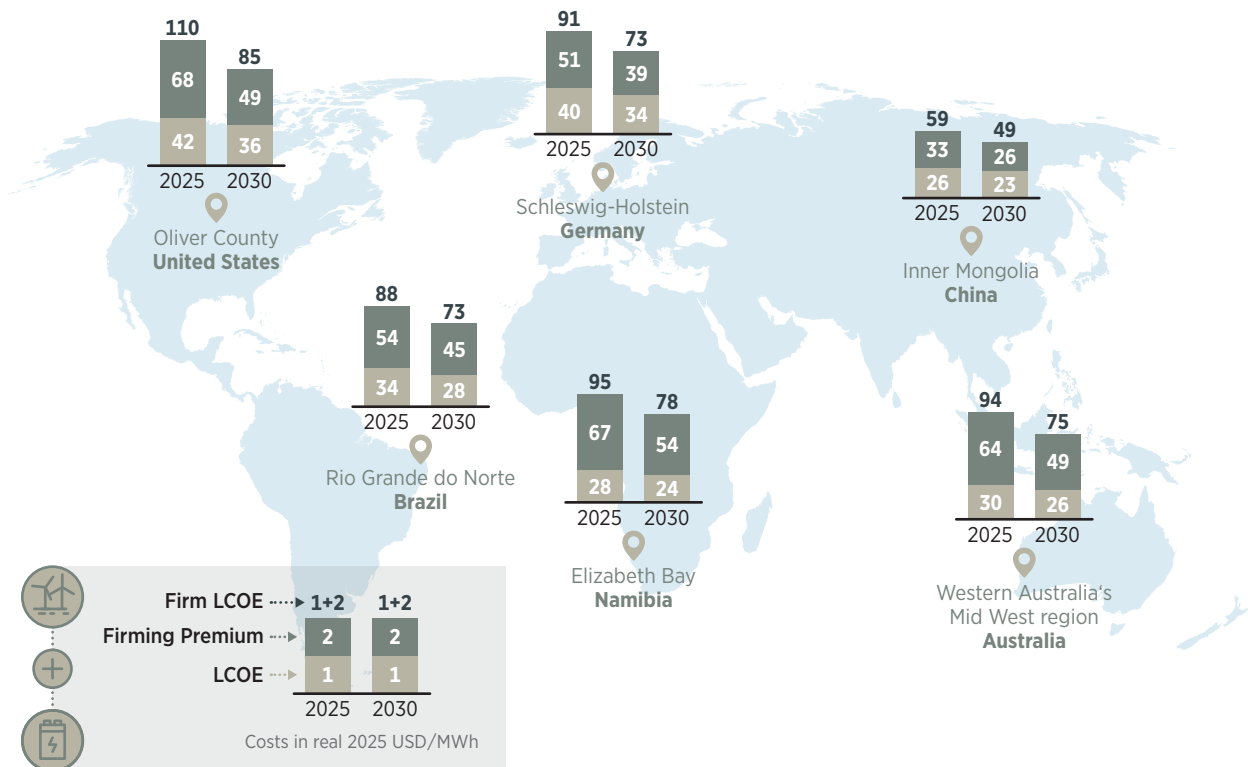 110
85
68
49
42
36
2025 2030
Oliver County
United States
91
73
51
39
40
34
2025 2030
Schleswig-Holstein
Germany
59
49
33
26
26
23
2025 2030
Inner Mongolia
China
88
73
54
45
34
28
2025 2030
Rio Grande do Norte
Brazil
95
78
67
54
28
24
2025 2030
Elizabeth Bay
Namibia
94
75
64
49
30
26
2025 2030
Western Australia‘s
Mid West region
Australia
Firm LCOE 1+2 1+2
Firming Premium 2 2
LCOE 1 1
2025 2030
Costs in real 2025 USD/MWh